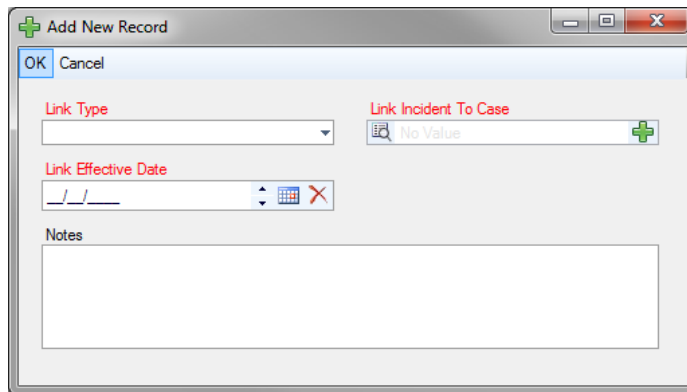 Add New Record
OK Cancel
Link Type Link Incident To Case
No Value
Link Effective Date
__/__/____
Notes